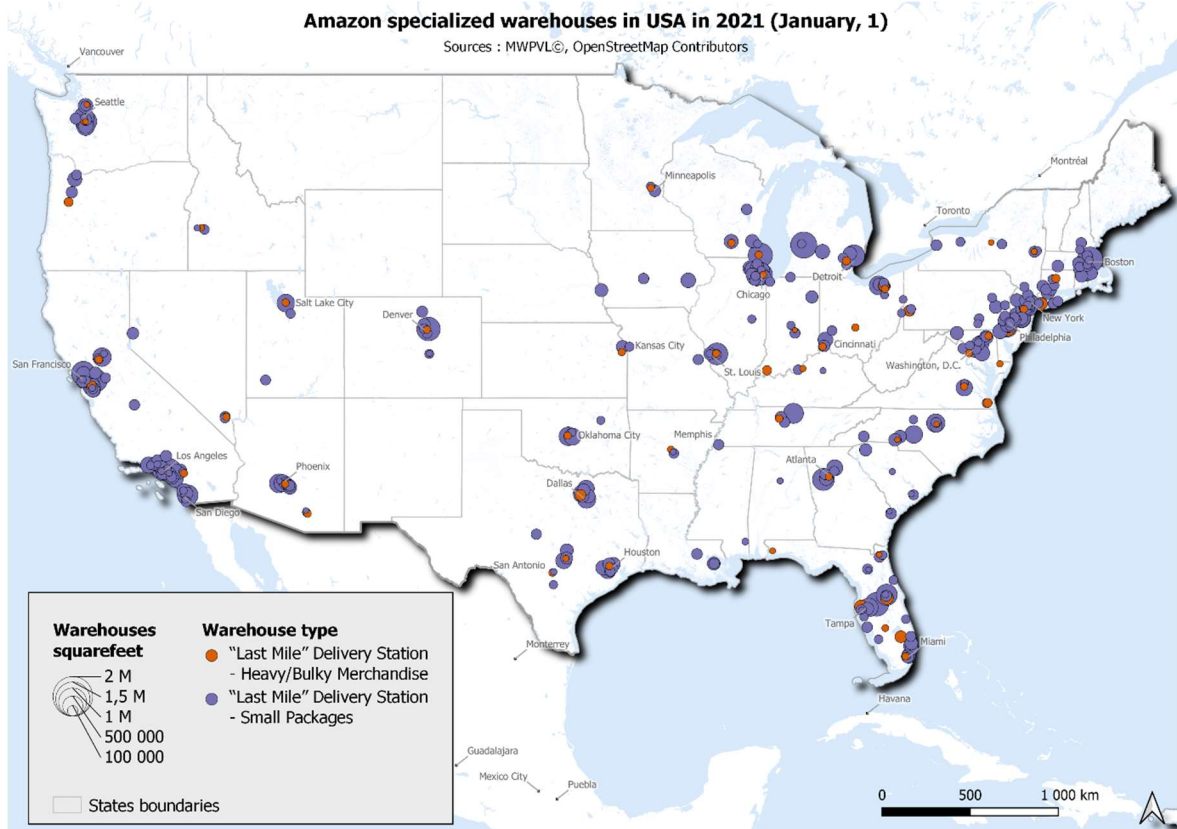 Amazon specialized warehouses in USA in 2021 (January, 1)
Sources : MWPVL©, OpenStreetMap Contributors
Vancouver
Seattle
Minneapolis
Montréal
Toronto
Boston
Detroit
Chicago
Salt Lake City
Denver
New York
Philadelphia
Cincinnati
Kansas City
San Francisco
Washington, D.C.
St. Louis
Oklahoma City
Memphis
Los Angeles
Atlanta
Phoenix
Dallas
San Diego
Houston
San Antonio
Tampa
Miami
Monterrey
Havana
Guadalajara
Mexico City
Puebla
Warehouses
squarefeet
2 M
1,5 M
1 M
500 000
100 000
Warehouse type
“Last Mile” Delivery Station
- Heavy/Bulky Merchandise
“Last Mile” Delivery Station
- Small Packages
States boundaries
0 500 1 000 km